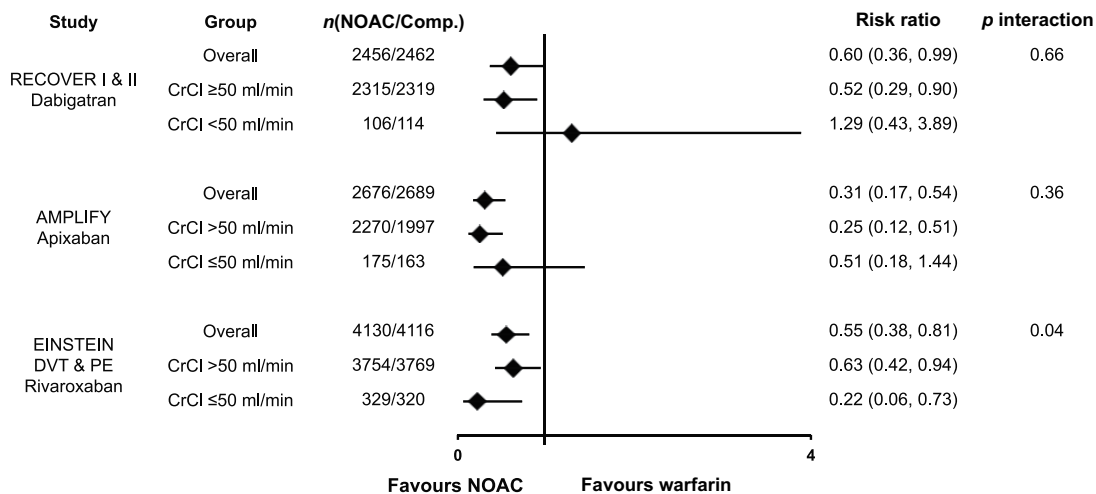 Study Group n(NOAC/Comp.) Risk ratio p interaction
RECOVER I & II
Dabigatran
Overall 2456/2462 0.60 (0.36, 0.99) 0.66
CrCl ≥50 ml/min 2315/2319 0.52 (0.29, 0.90)
CrCl <50 ml/min 106/114 1.29 (0.43, 3.89)
AMPLIFY
Apixaban
Overall 2676/2689 0.31 (0.17, 0.54) 0.36
CrCl >50 ml/min 2270/1997 0.25 (0.12, 0.51)
CrCl ≤50 ml/min 175/163 0.51 (0.18, 1.44)
EINSTEIN
DVT & PE
Rivaroxaban
Overall 4130/4116 0.55 (0.38, 0.81) 0.04
CrCl >50 ml/min 3754/3769 0.63 (0.42, 0.94)
CrCl ≤50 ml/min 329/320 0.22 (0.06, 0.73)
0 4
Favours NOAC Favours warfarin